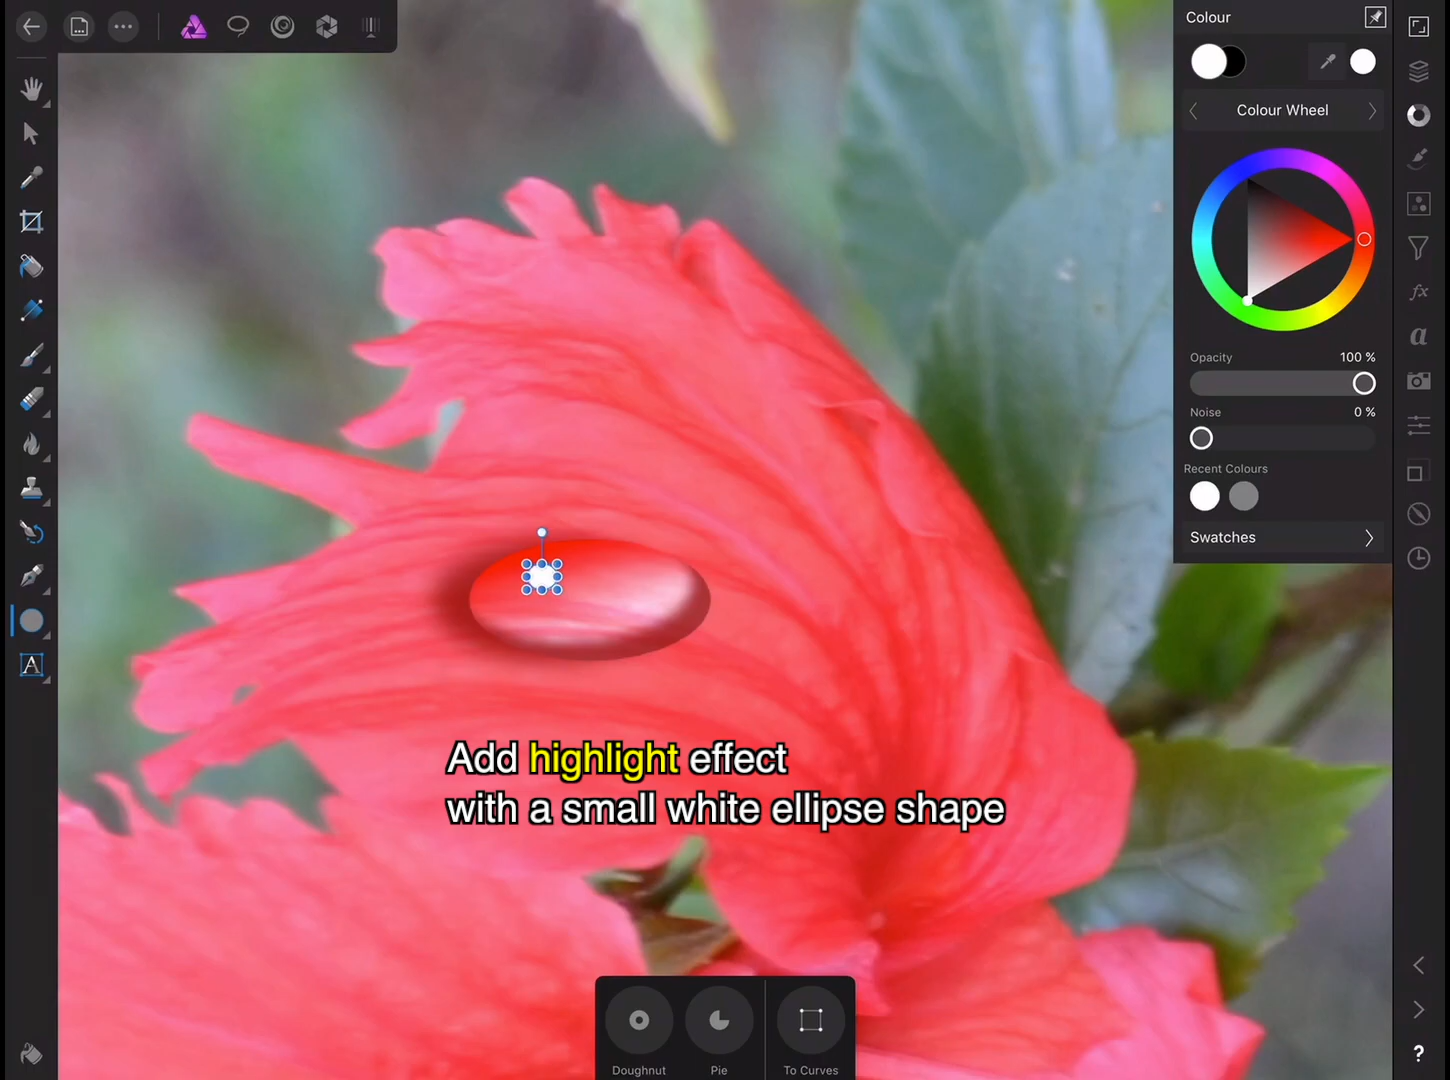 Colour
Colour Wheel
Opacity 100 %
Noise 0 %
Recent Colours
Swatches
fx
a
A
Add highlight effect
with a small white ellipse shape
Doughnut Pie To Curves
?